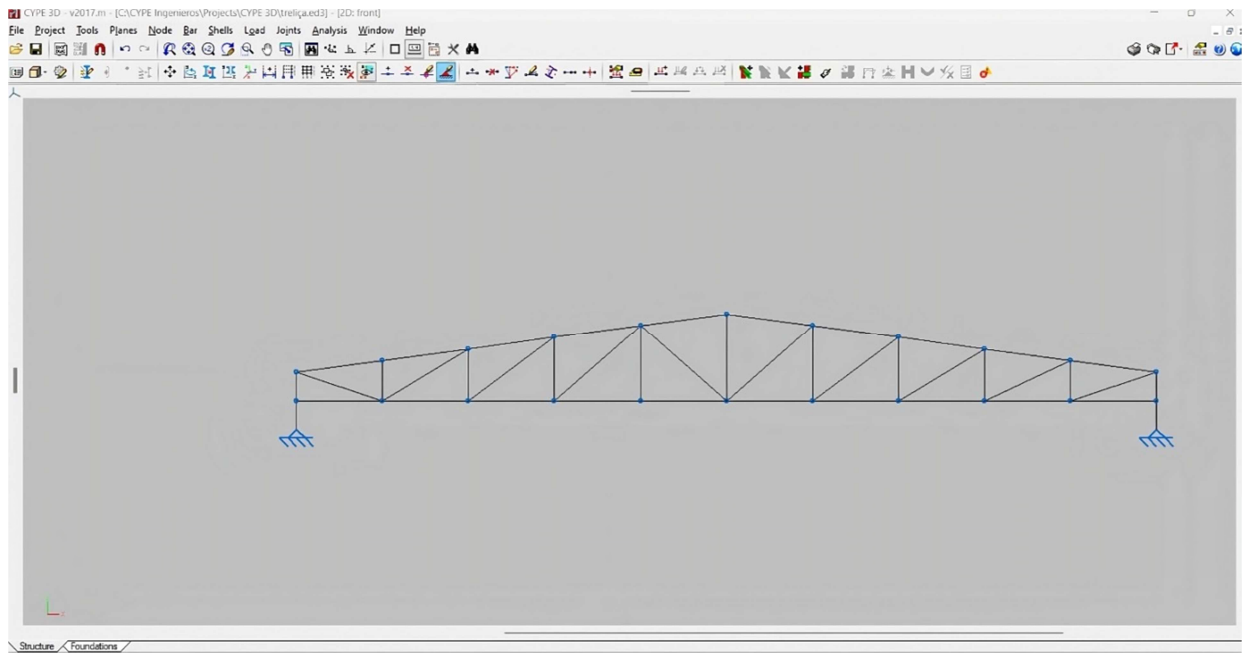 CYPE 3D - v2017.m - [C:\CYPE Ingenieros\Projects\CYPE 3D\treliça.ed3] - [2D: front]
File Project Tools Planes Node Bar Shells Load Joints Analysis Window Help
Structure Foundations